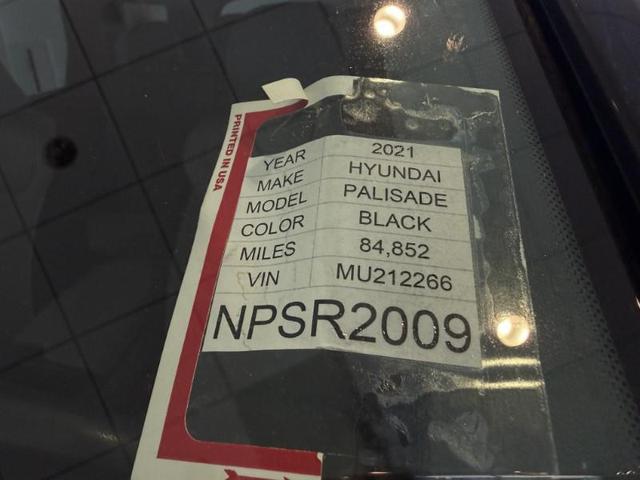 PRINTED IN USA
YEAR 2021
MAKE HYUNDAI
MODEL PALISADE
COLOR BLACK
MILES 84,852
VIN MU212266
NPSR2009